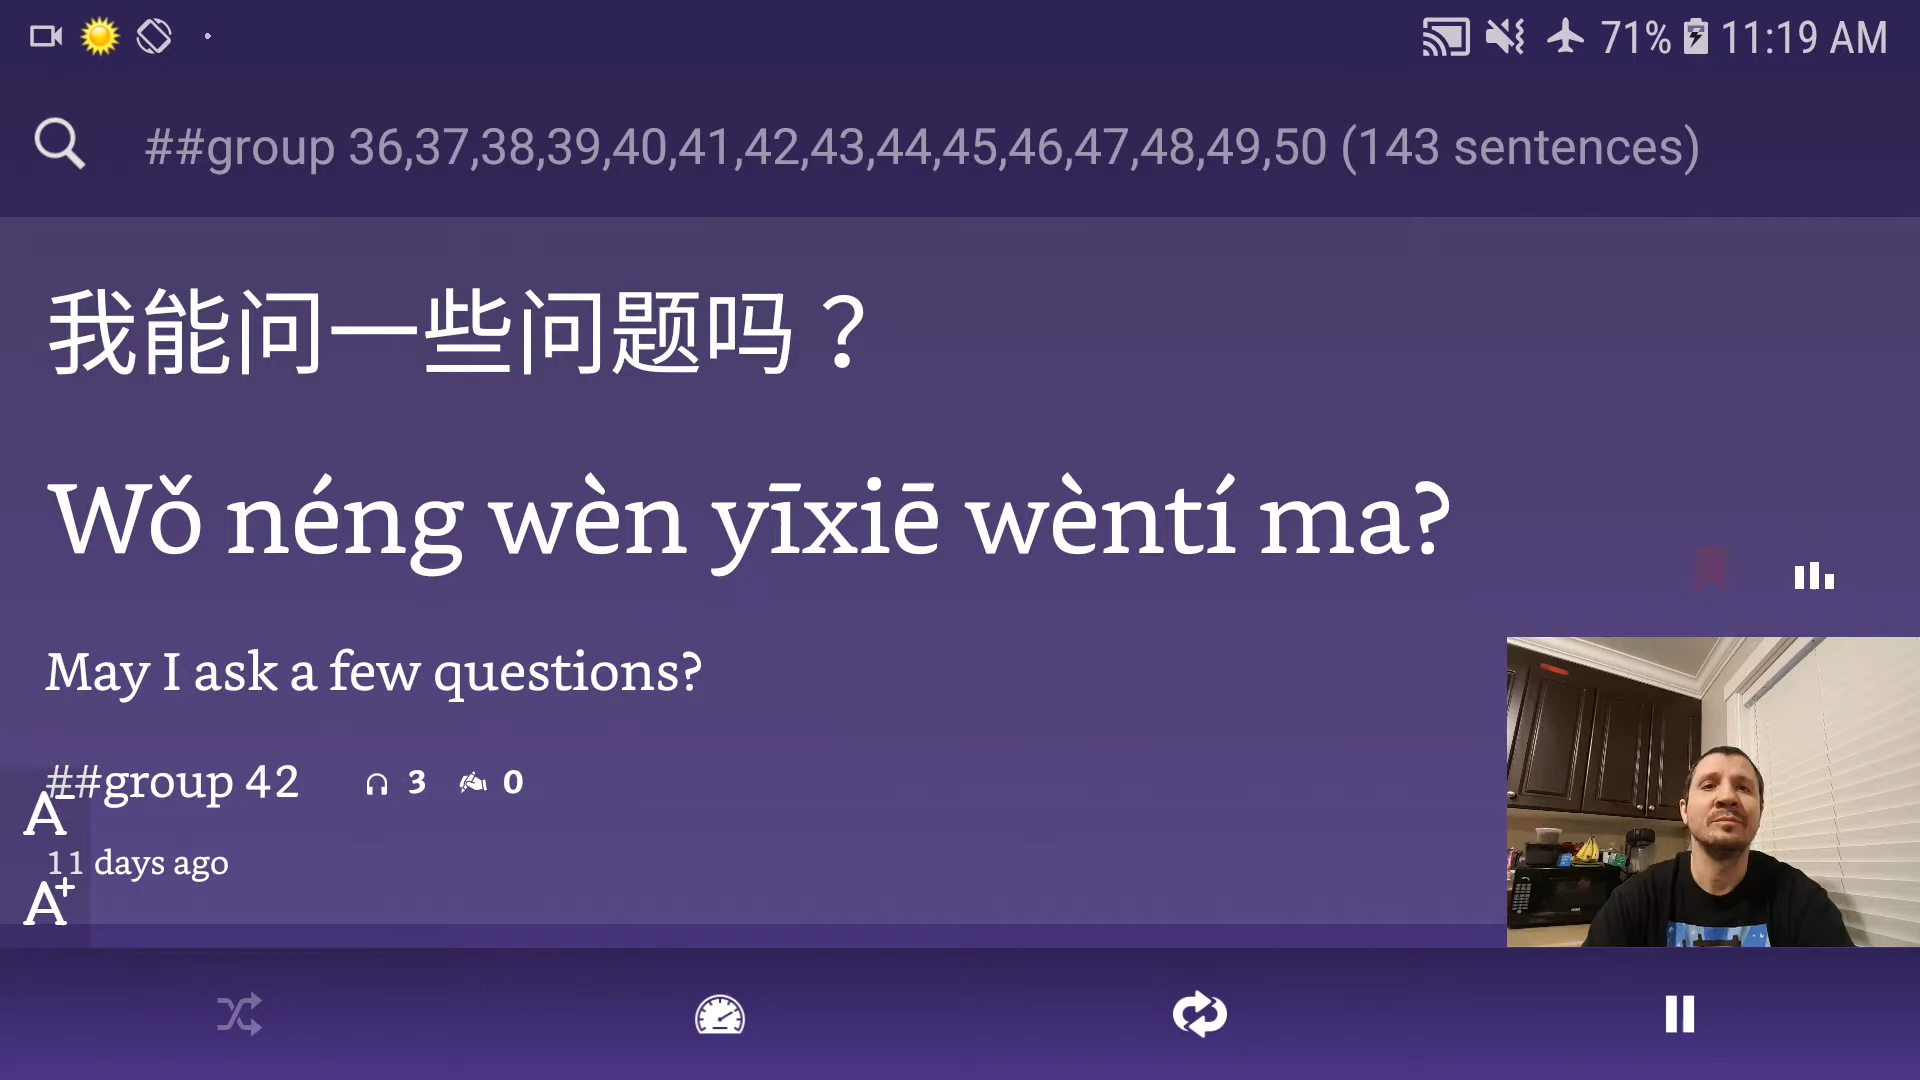 71% 11:19 AM
##group 36,37,38,39,40,41,42,43,44,45,46,47,48,49,50 (143 sentences)
我能问一些问题吗？
Wǒ néng wèn yīxiē wèntí ma?
May I ask a few questions?
##group 42 3 0
A-
11 days ago
A+